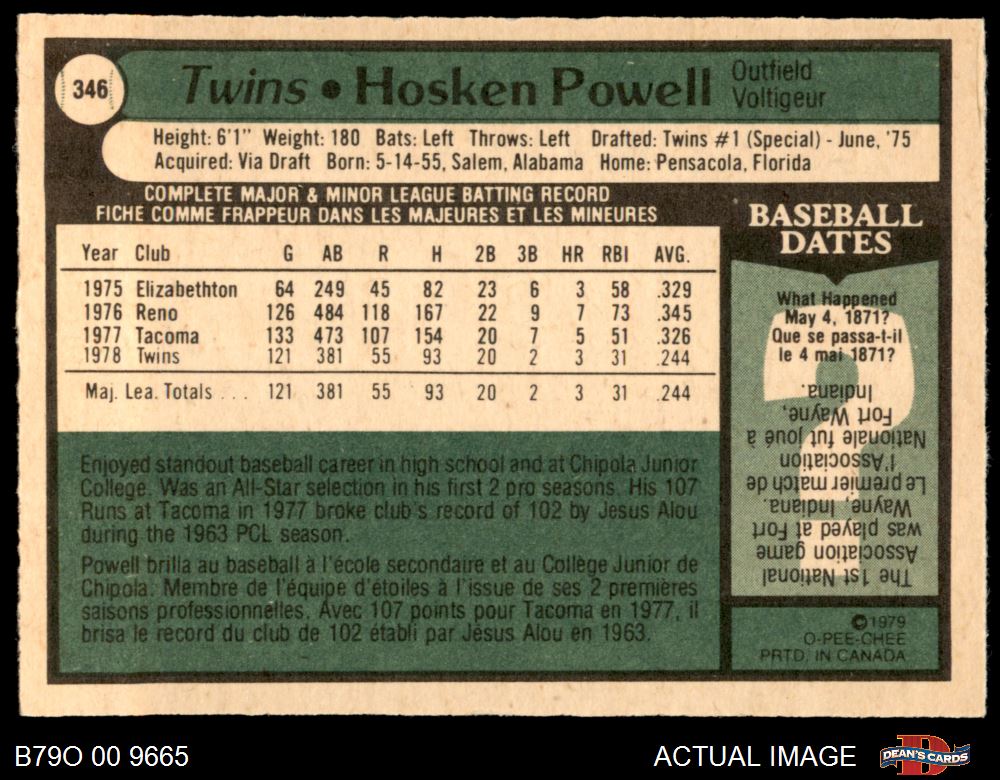 346
Twins • Hosken Powell
Outfield
Voltigeur
Height: 6'1" Weight: 180 Bats: Left Throws: Left Drafted: Twins #1 (Special) - June, '75
Acquired: Via Draft Born: 5-14-55, Salem, Alabama Home: Pensacola, Florida
COMPLETE MAJOR & MINOR LEAGUE BATTING RECORD
FICHE COMME FRAPPEUR DANS LES MAJEURES ET LES MINEURES
Year Club G AB R H 2B 3B HR RBI AVG.
1975 Elizabethton 64 249 45 82 23 6 3 58 .329
1976 Reno 126 484 118 167 22 9 7 73 .345
1977 Tacoma 133 473 107 154 20 7 5 51 .326
1978 Twins 121 381 55 93 20 2 3 31 .244
Maj. Lea. Totals . . . 121 381 55 93 20 2 3 31 .244
Enjoyed standout baseball career in high school and at Chipola Junior
College. Was an All-Star selection in his first 2 pro seasons. His 107
Runs at Tacoma in 1977 broke club's record of 102 by Jesus Alou
during the 1963 PCL season.
Powell brilla au baseball à l'école secondaire et au Collège Junior de
Chipola. Membre de l'équipe d'étoiles à l'issue de ses 2 premières
saisons professionnelles. Avec 107 points pour Tacoma en 1977, il
brisa le record du club de 102 établi par Jesus Alou en 1963.
BASEBALL
DATES
What Happened
May 4, 1871?
Que se passa-t-il
le 4 mai 1871?
The 1st National
Association game
was played at Fort
Wayne, Indiana.
Le premier match de
l'Association
Nationale fut joué à
Fort Wayne,
Indiana.
©1979
O-PEE-CHEE
PRTD. IN CANADA
B79O 00 9665
ACTUAL IMAGE
DEAN'S CARDS